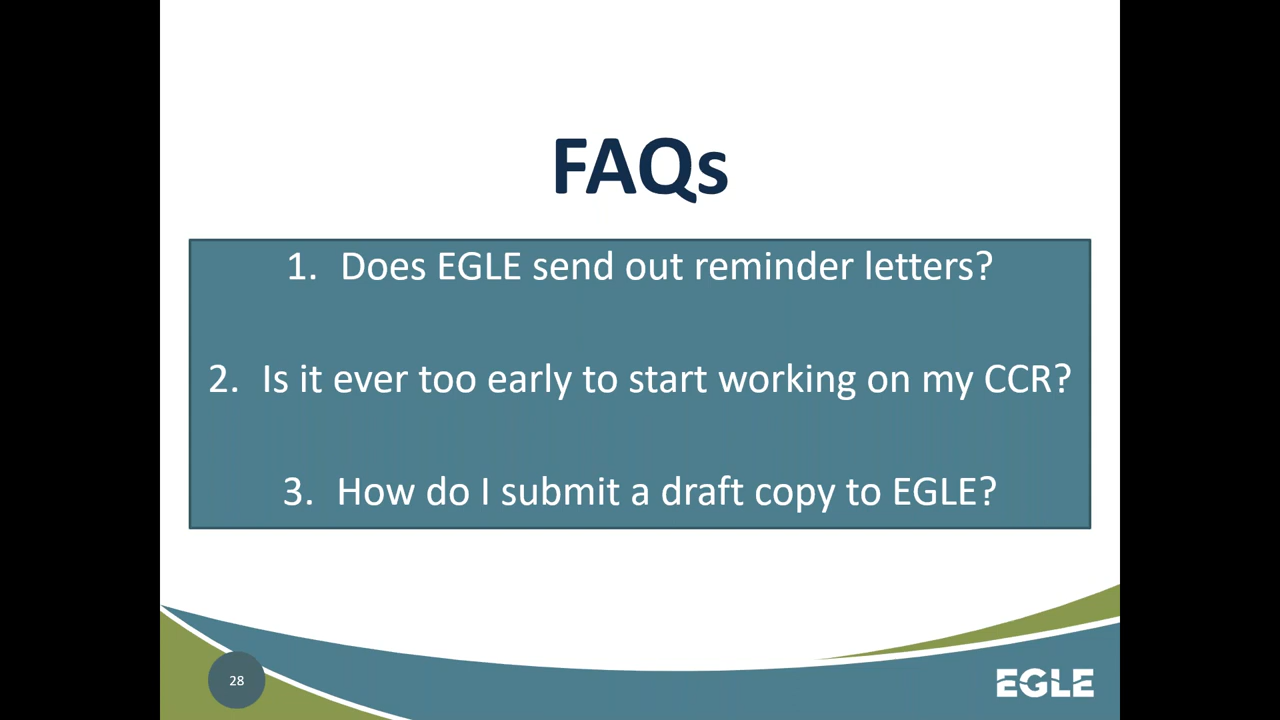 FAQs
1. Does EGLE send out reminder letters?
2. Is it ever too early to start working on my CCR?
3. How do I submit a draft copy to EGLE?
28
EGLE